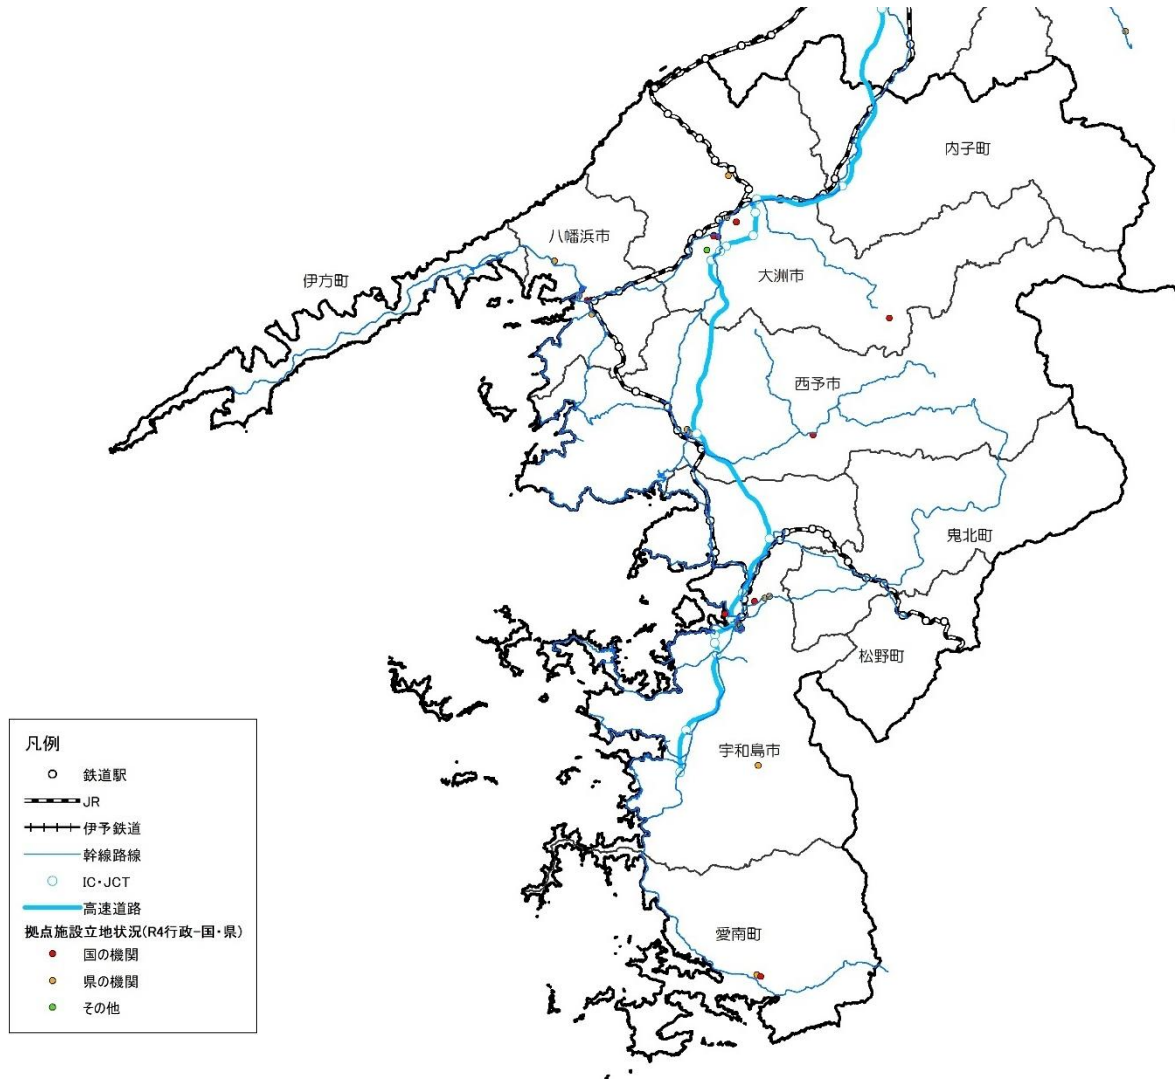 内子町
八幡浜市
伊方町
大洲市
西予市
鬼北町
松野町
宇和島市
愛南町
凡例
鉄道駅
JR
伊予鉄道
幹線路線
IC・JCT
高速道路
拠点施設立地状況(R4行政-国・県)
国の機関
県の機関
その他